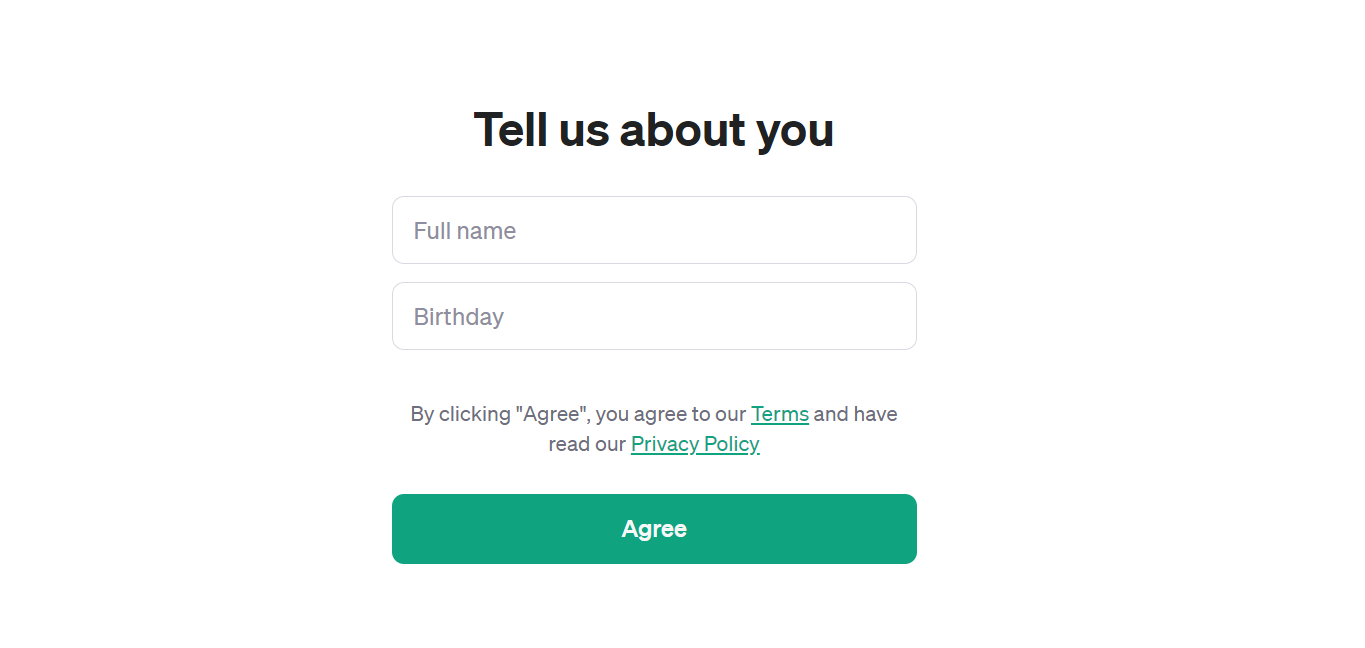 Tell us about you
Full name
Birthday
By clicking "Agree", you agree to our Terms and have
read our Privacy Policy
Agree